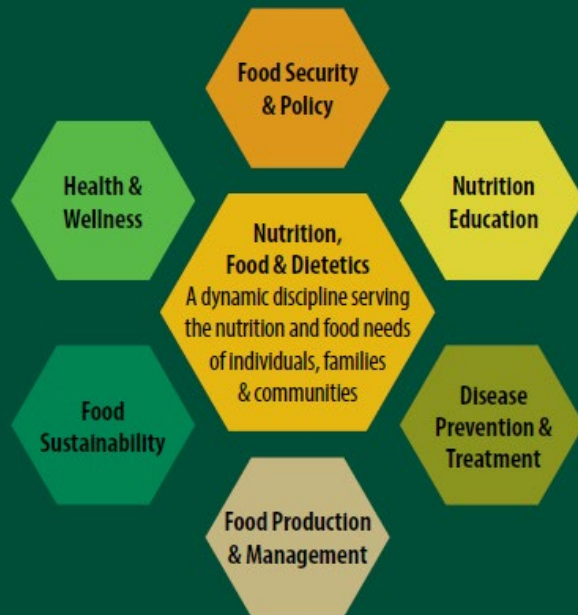 Food Security
& Policy
Health &
Wellness
Nutrition
Education
Nutrition,
Food & Dietetics
A dynamic discipline serving
the nutrition and food needs
of individuals, families
& communities
Food
Sustainability
Disease
Prevention &
Treatment
Food Production
& Management